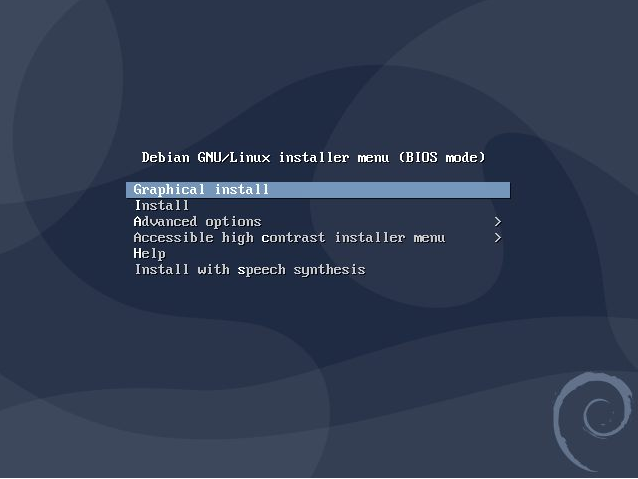 Debian GNU/Linux installer menu (BIOS mode)
Graphical install
Install
Advanced options >
Accessible high contrast installer menu >
Help
Install with speech synthesis